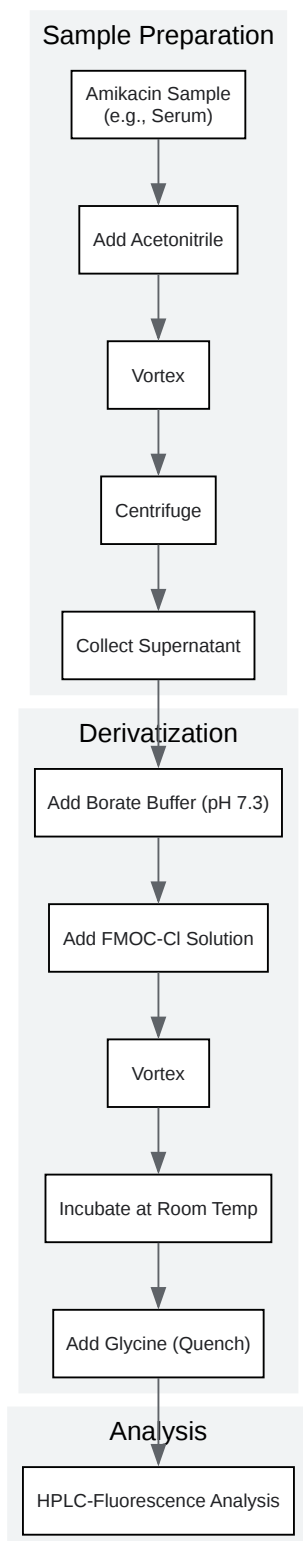 Sample Preparation
Amikacin Sample
(e.g., Serum)
Add Acetonitrile
Vortex
Centrifuge
Collect Supernatant
Derivatization
Add Borate Buffer (pH 7.3)
Add FMOC-Cl Solution
Vortex
Incubate at Room Temp
Add Glycine (Quench)
Analysis
HPLC-Fluorescence Analysis